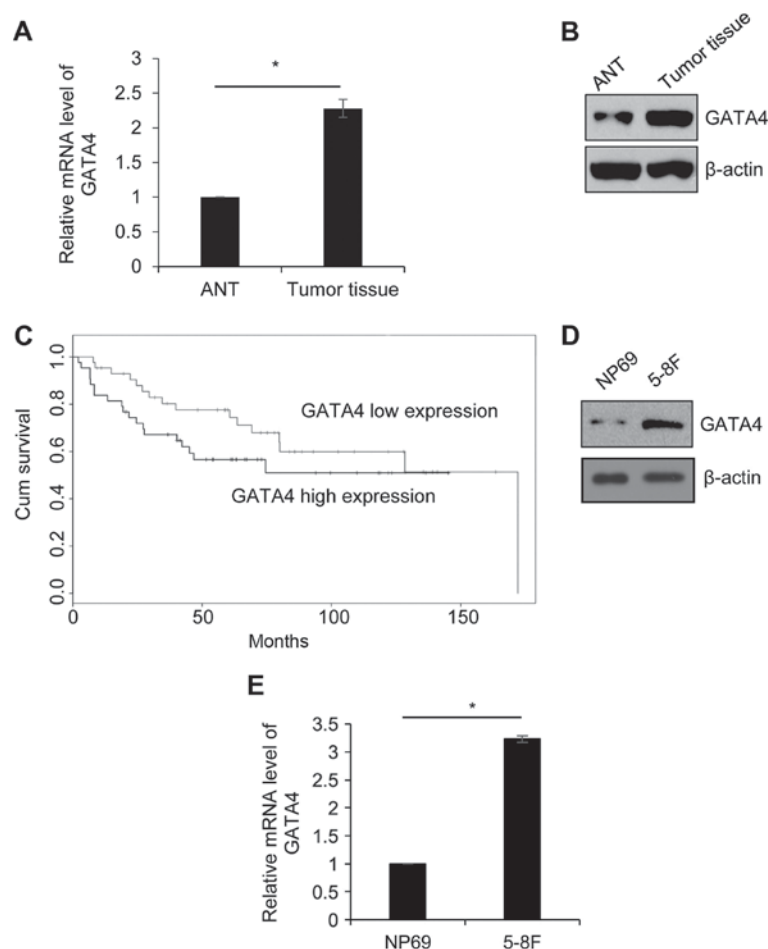 A
Relative mRNA level of
GATA4
3
2.5
2
1.5
1
0.5
0
*
ANT
Tumor tissue
B
ANT
Tumor tissue
GATA4
β-actin
C
Cum survival
1.0
0.8
0.6
0.4
0.2
0.0
GATA4 low expression
GATA4 high expression
0
50
100
150
Months
D
NP69
5-8F
GATA4
β-actin
E
Relative mRNA level of
GATA4
3.5
3
2.5
2
1.5
1
0.5
0
*
NP69
5-8F